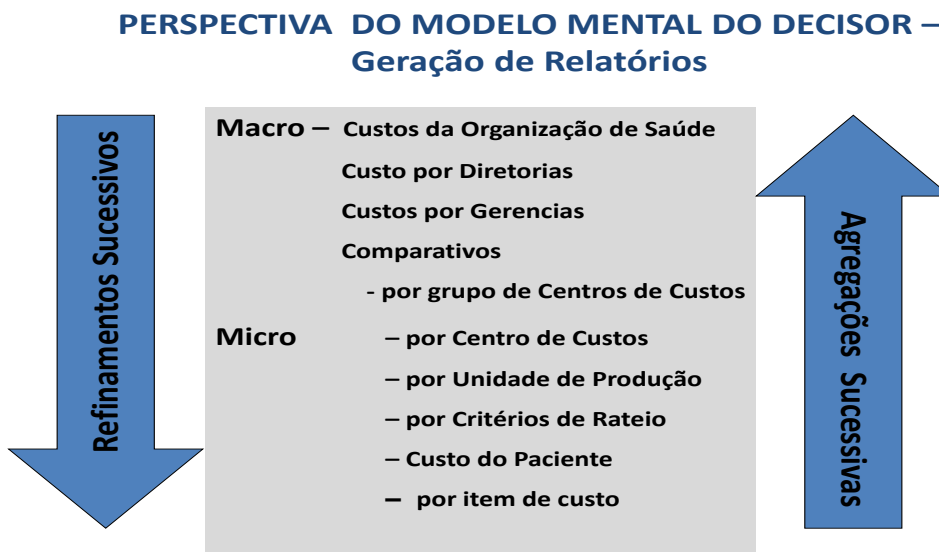 PERSPECTIVA DO MODELO MENTAL DO DECISOR –
Geração de Relatórios
Refinamentos Sucessivos
Macro – Custos da Organização de Saúde
Custo por Diretorias
Custos por Gerencias
Comparativos
- por grupo de Centros de Custos
Micro – por Centro de Custos
– por Unidade de Produção
– por Critérios de Rateio
– Custo do Paciente
– por item de custo
Agregações Sucessivas